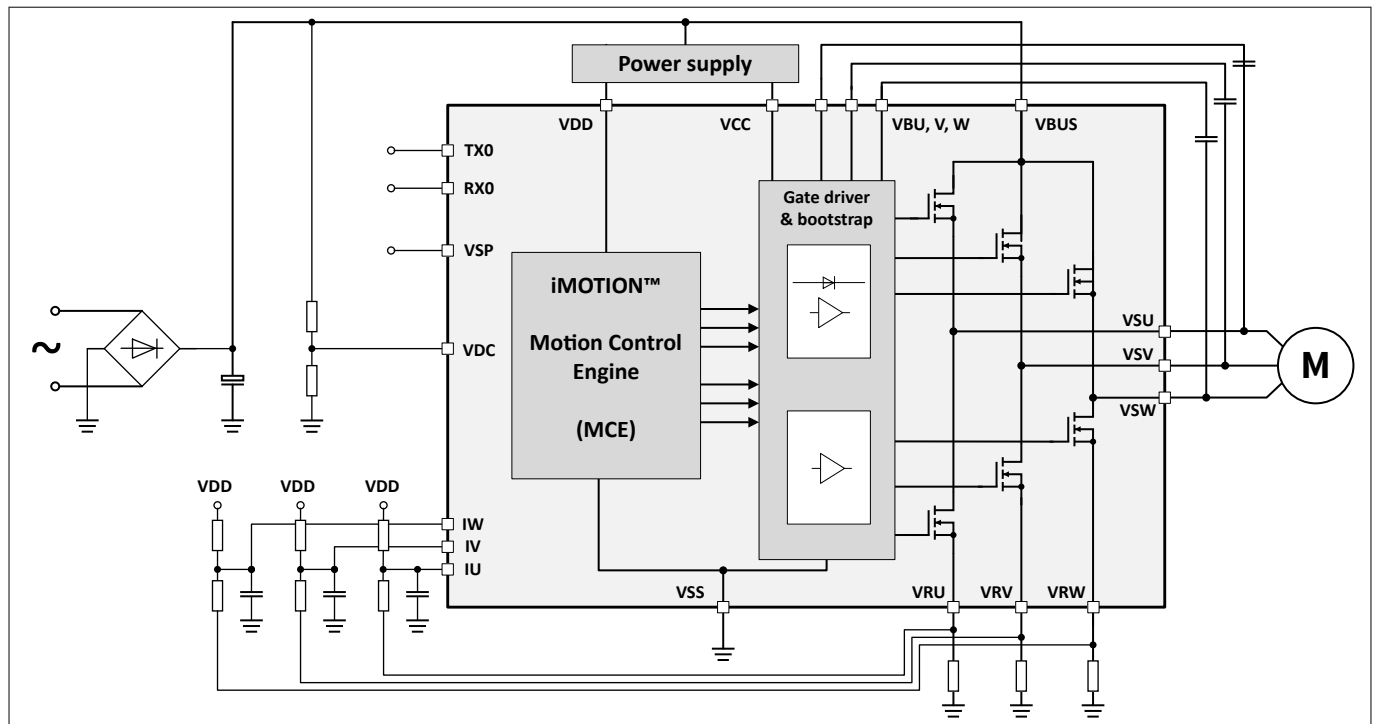 Power supply
VDD
VCC
VBU, V, W
VBUS
TX0
RX0
VSP
VDC
Gate driver
& bootstrap
iMOTION™
Motion Control
Engine
(MCE)
VSU
VSV
VSW
M
~
VDD
VDD
VDD
IW
IV
IU
VSS
VRU
VRV
VRW